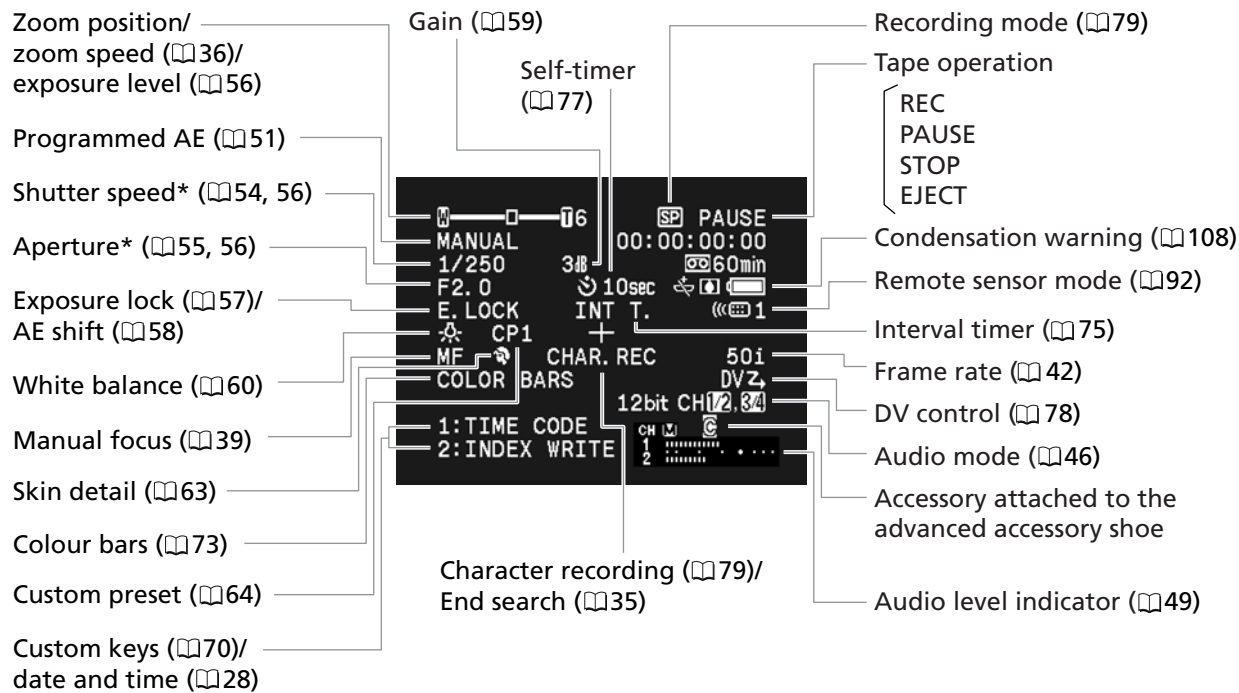 Zoom position/
zoom speed (36)/
exposure level (56)
Programmed AE (51)
Shutter speed* (54, 56)
Aperture* (55, 56)
Exposure lock (57)/
AE shift (58)
White balance (60)
Manual focus (39)
Skin detail (63)
Colour bars (73)
Custom preset (64)
Custom keys (70)/
date and time (28)
Gain (59)
Self-timer
(77)
W T6 SP PAUSE
MANUAL 00:00:00:00
1/250 3dB 60min
F2.0 10sec
E.LOCK INT T. 1
CP1
MF CHAR.REC 50i
COLOR BARS DV
12bit CH1/2, 3/4
1:TIME CODE CH M C
2:INDEX WRITE 1
2
Character recording (79)/
End search (35)
Recording mode (79)
Tape operation
REC
PAUSE
STOP
EJECT
Condensation warning (108)
Remote sensor mode (92)
Interval timer (75)
Frame rate (42)
DV control (78)
Audio mode (46)
Accessory attached to the
advanced accessory shoe
Audio level indicator (49)